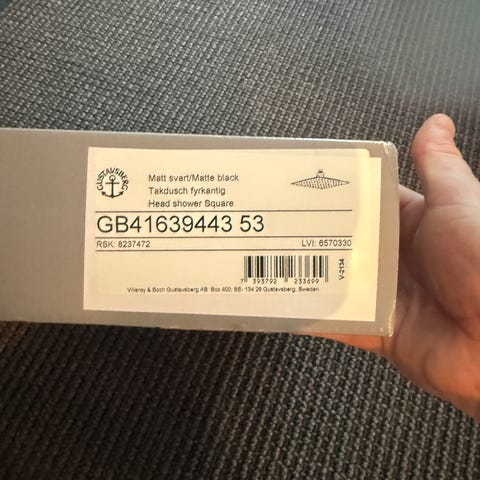 GUSTAVSBERG
Matt svart/Matte black
Takdusch fyrkantig
Head shower Square
GB41639443 53
RSK: 8237472 LVI: 6570330
7 393792 233699
V-2134
Villeroy & Boch Gustavsberg AB Box 400, SE- 134 29 Gustavsberg, Sweden